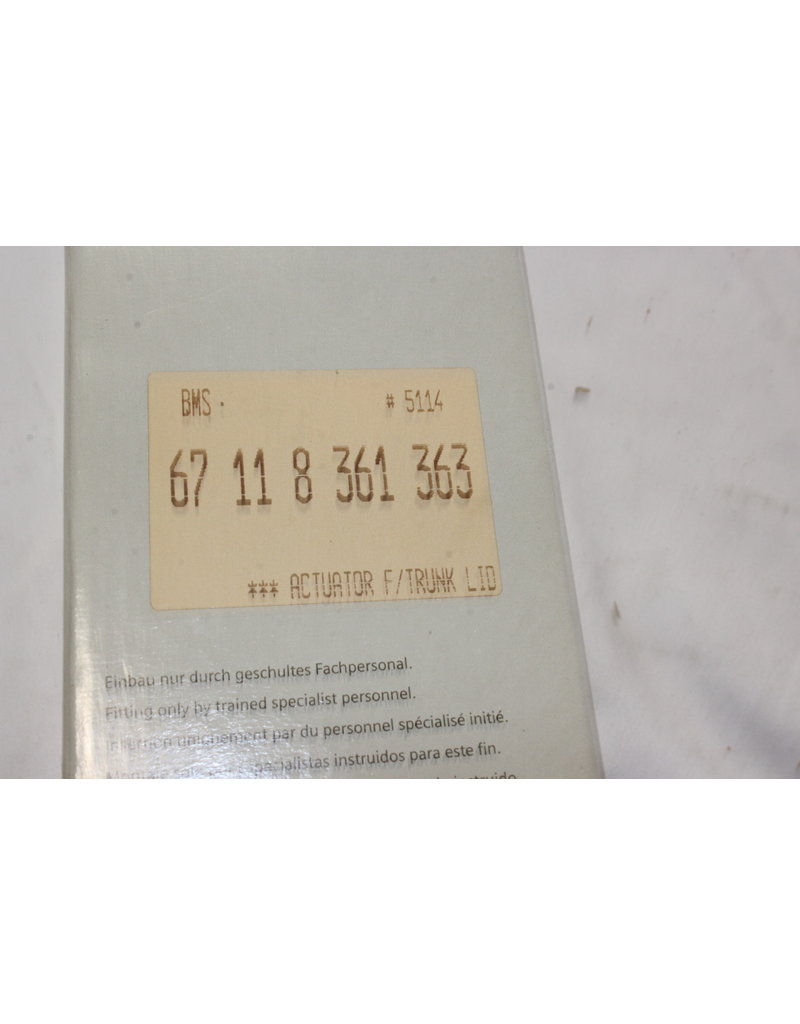 BMS · # 5114
67 11 8 361 363
*** ACTUATOR F/TRUNK LID
Einbau nur durch geschultes Fachpersonal.
Fitting only by trained specialist personnel.
uniquement par du personnel spécialisé initié.
especialistas instruidos para este fin.